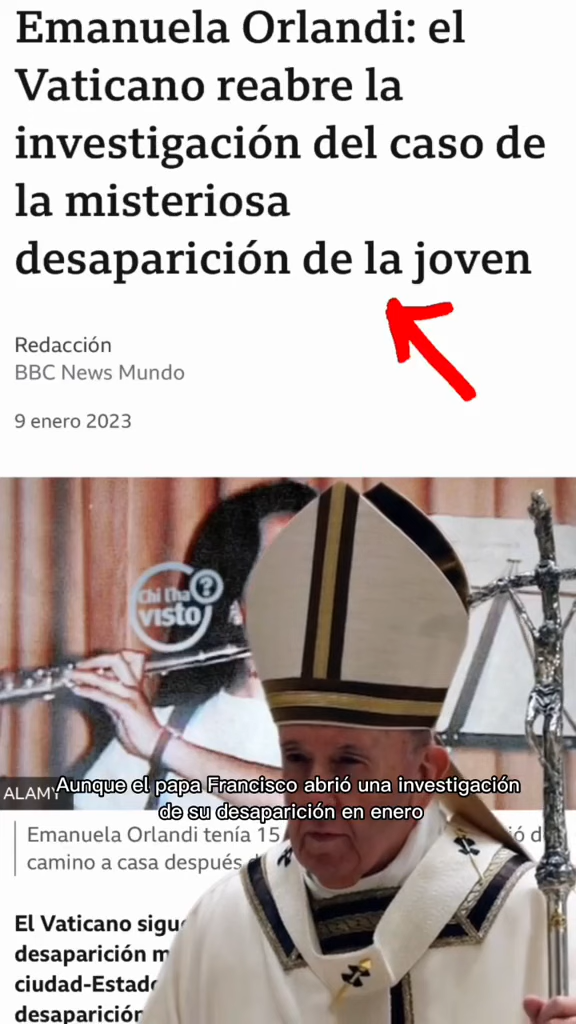 Emanuela Orlandi: el
Vaticano reabre la
investigación del caso de
la misteriosa
desaparición de la joven
Redacción
BBC News Mundo
9 enero 2023
Chi l'ha
?
visto
ALAMY
Aunque el papa Francisco abrió una investigación
de su desaparición en enero
Emanuela Orlandi tenía 15
camino a casa después
El Vaticano
desaparición
ciudad-Estado
desaparición